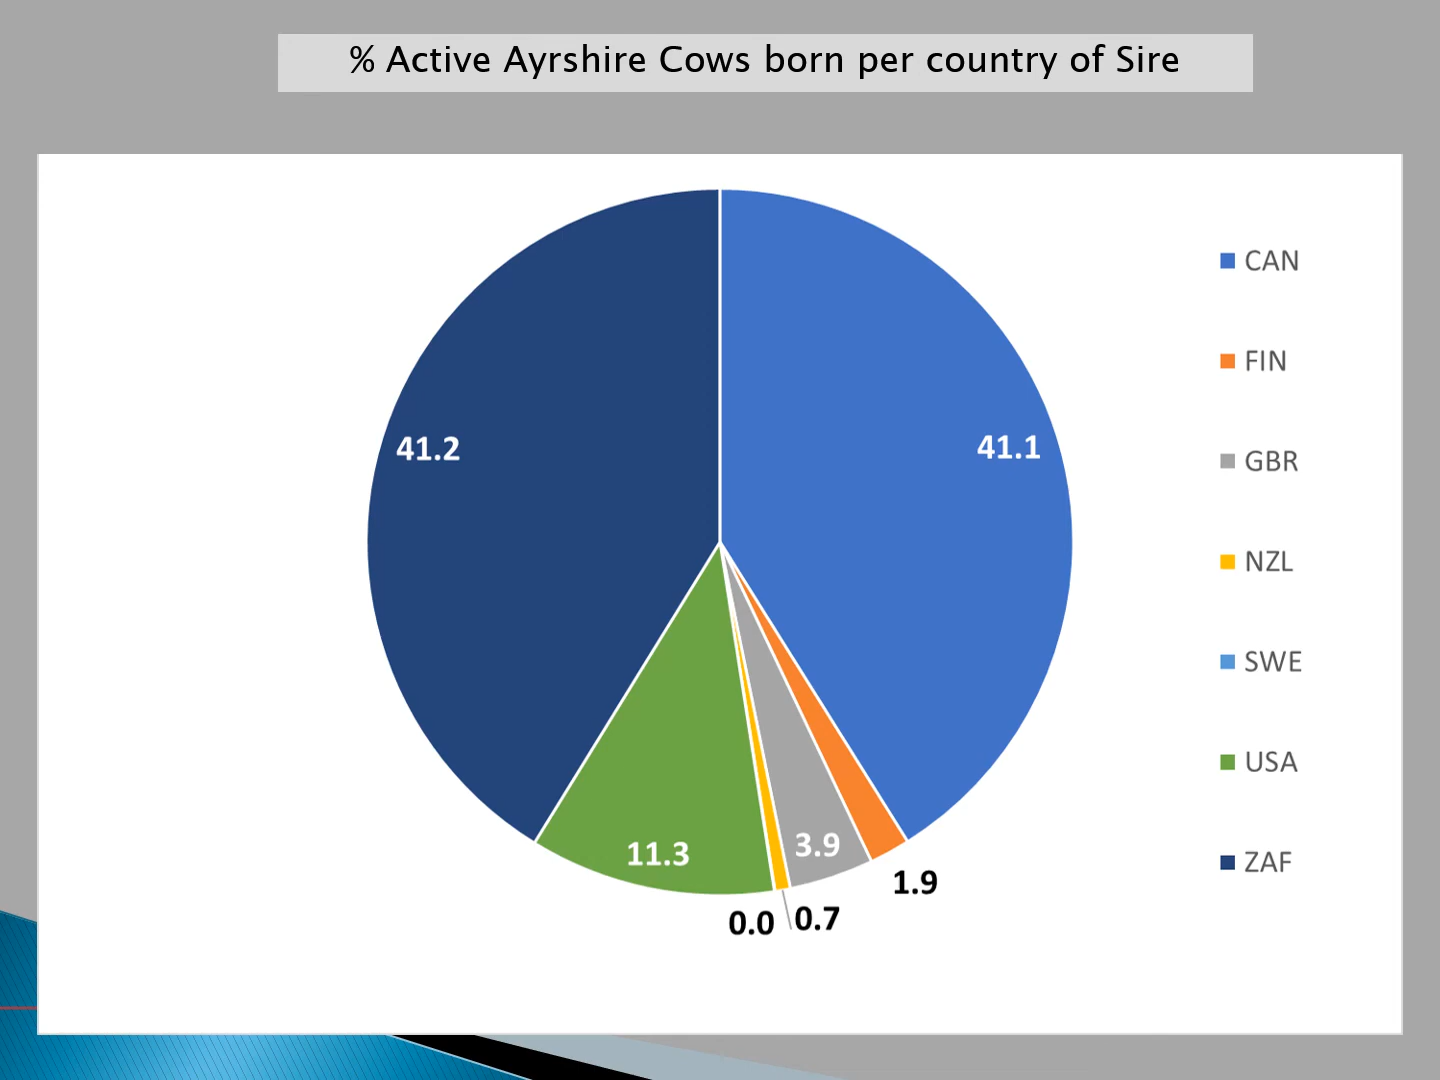 % Active Ayrshire Cows born per country of Sire
41.2
41.1
11.3
3.9
1.9
0.0
0.7
CAN
FIN
GBR
NZL
SWE
USA
ZAF